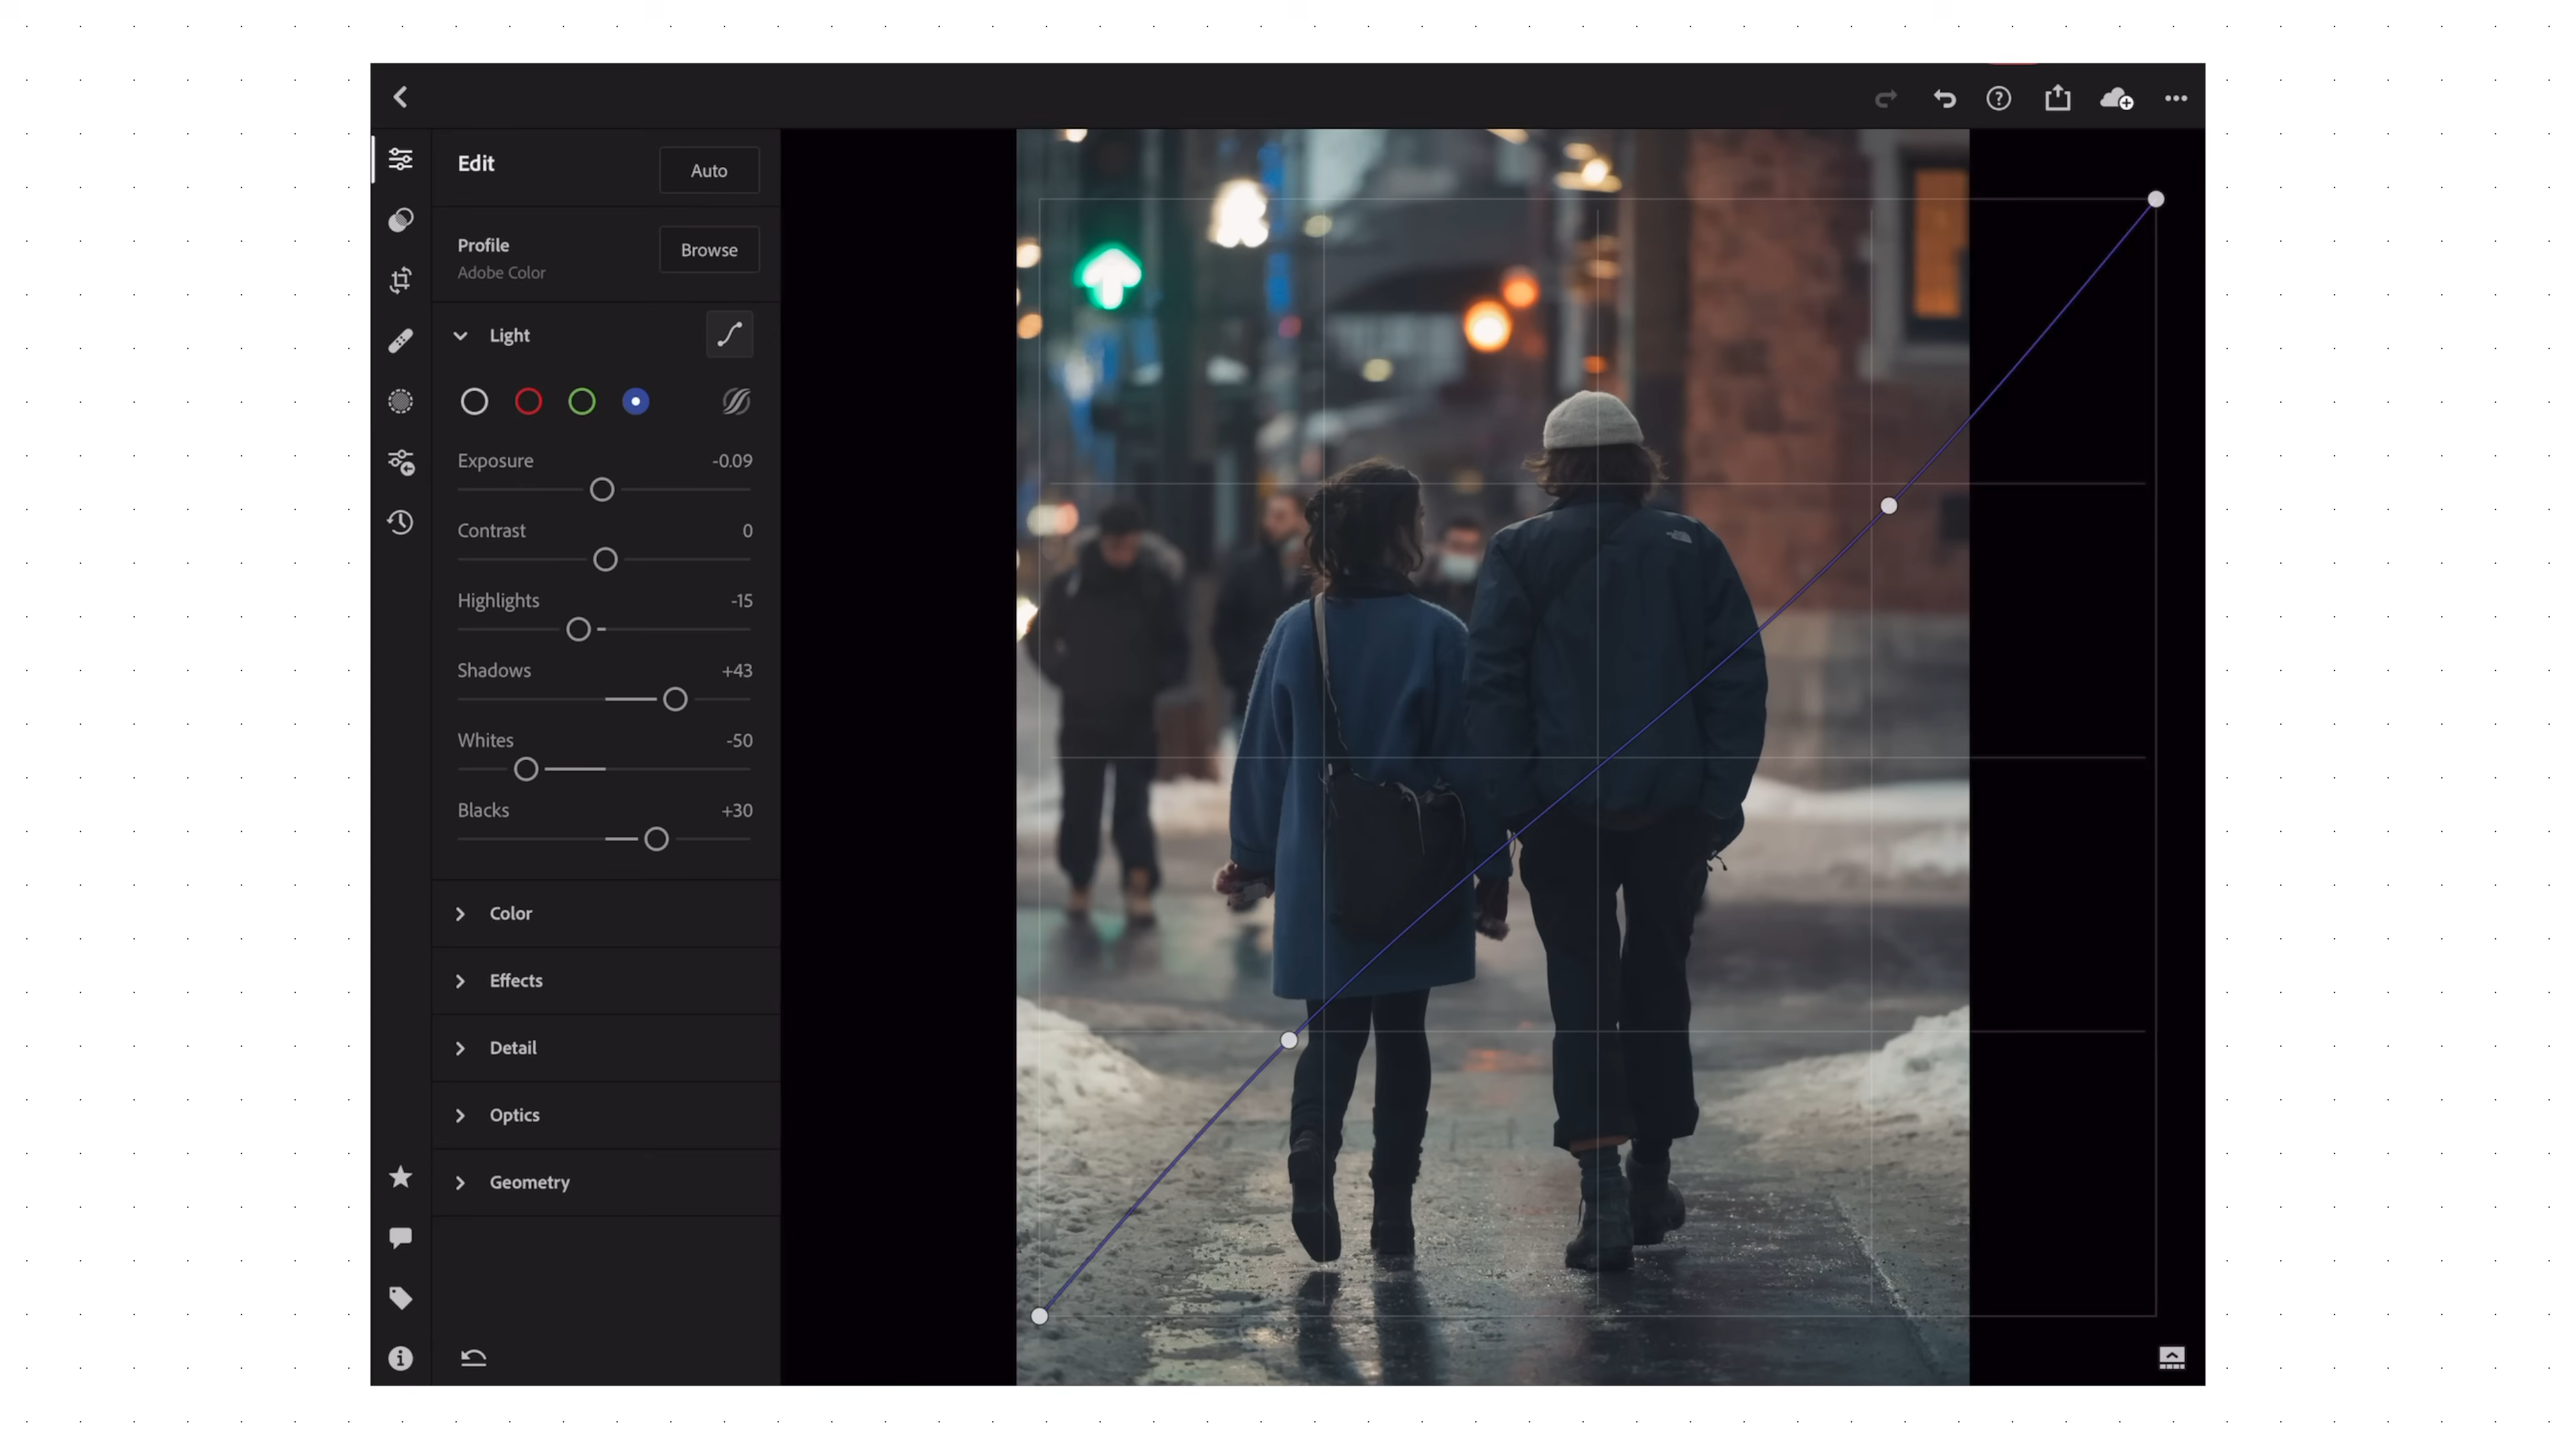 Edit
Auto
Profile
Adobe Color
Browse
Light
Exposure -0.09
Contrast 0
Highlights -15
Shadows +43
Whites -50
Blacks +30
Color
Effects
Detail
Optics
Geometry